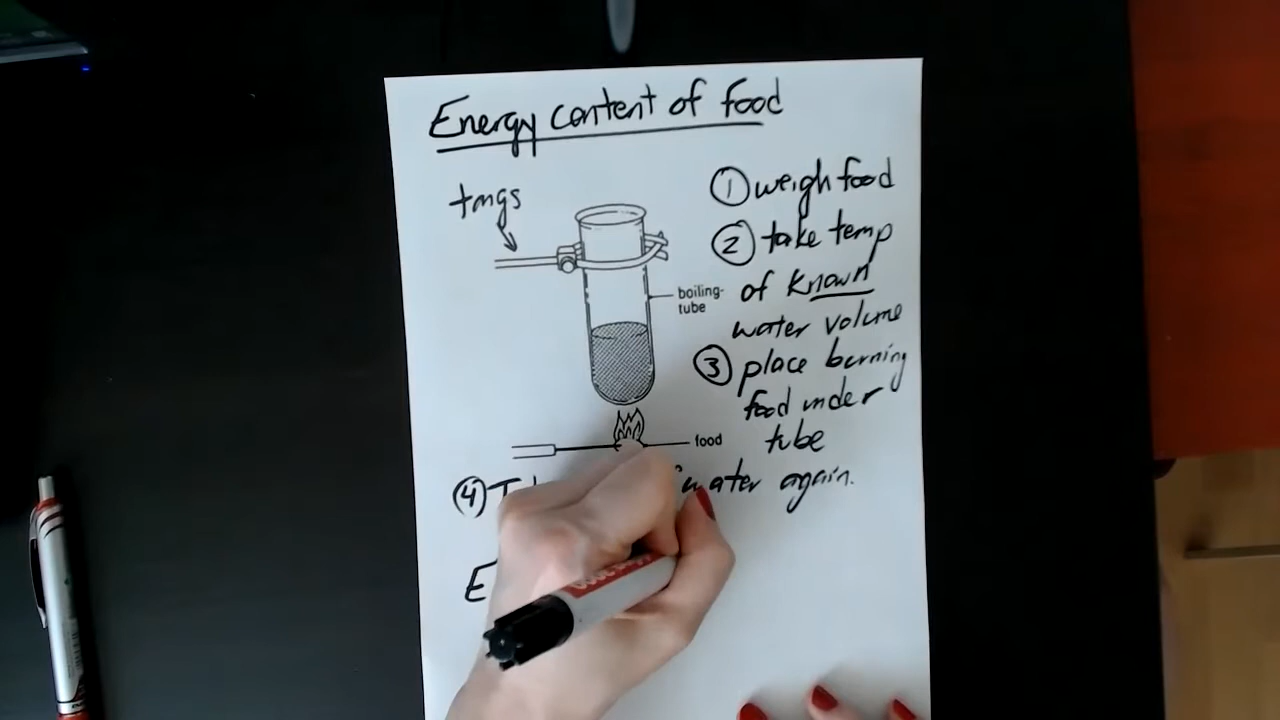 Energy content of food
tongs
① weigh food
② take temp
of known
water volume
boiling-
tube
③ place burning
food under
tube
food
④ water again.
E